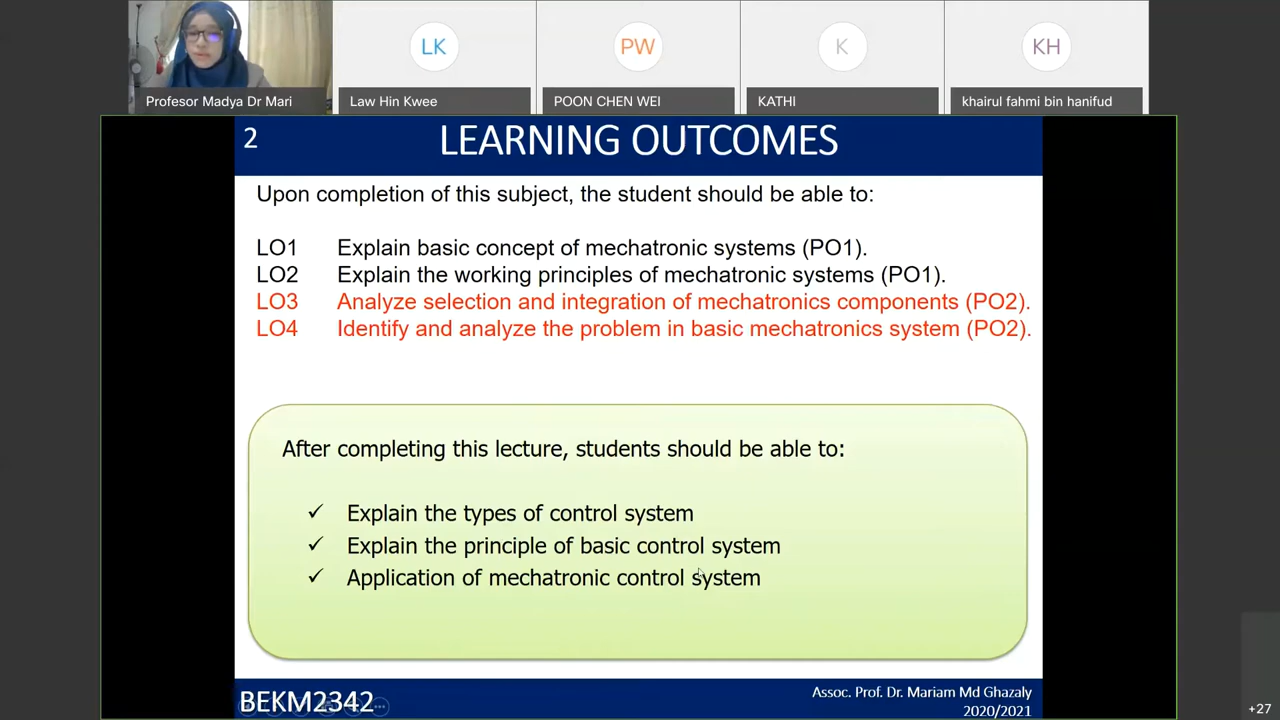 LK
PW
K
KH
Profesor Madya Dr Mari
Law Hin Kwee
POON CHEN WEI
KATHI
khairul fahmi bin hanifud
2
LEARNING OUTCOMES
Upon completion of this subject, the student should be able to:
LO1 Explain basic concept of mechatronic systems (PO1).
LO2 Explain the working principles of mechatronic systems (PO1).
LO3 Analyze selection and integration of mechatronics components (PO2).
LO4 Identify and analyze the problem in basic mechatronics system (PO2).
After completing this lecture, students should be able to:
✓ Explain the types of control system
✓ Explain the principle of basic control system
✓ Application of mechatronic control system
BEKM2342
Assoc. Prof. Dr. Mariam Md Ghazaly
2020/2021
+27